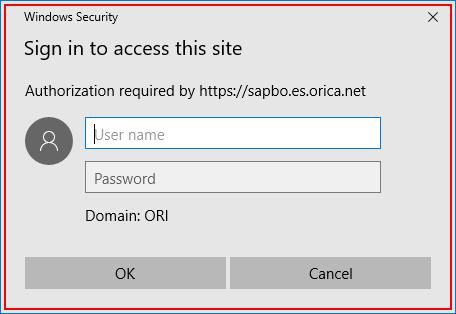 Windows Security
Sign in to access this site
Authorization required by https://sapbo.es.orica.net
User name
Password
Domain: ORI
OK
Cancel